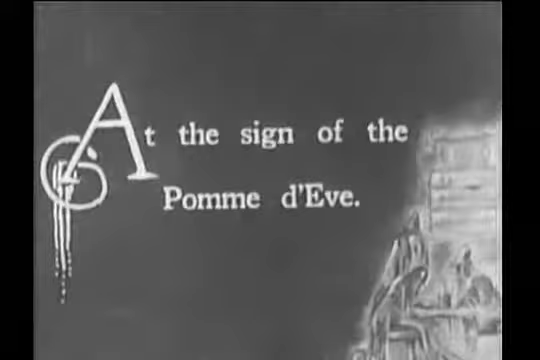 At the sign of the
Pomme d'Eve.